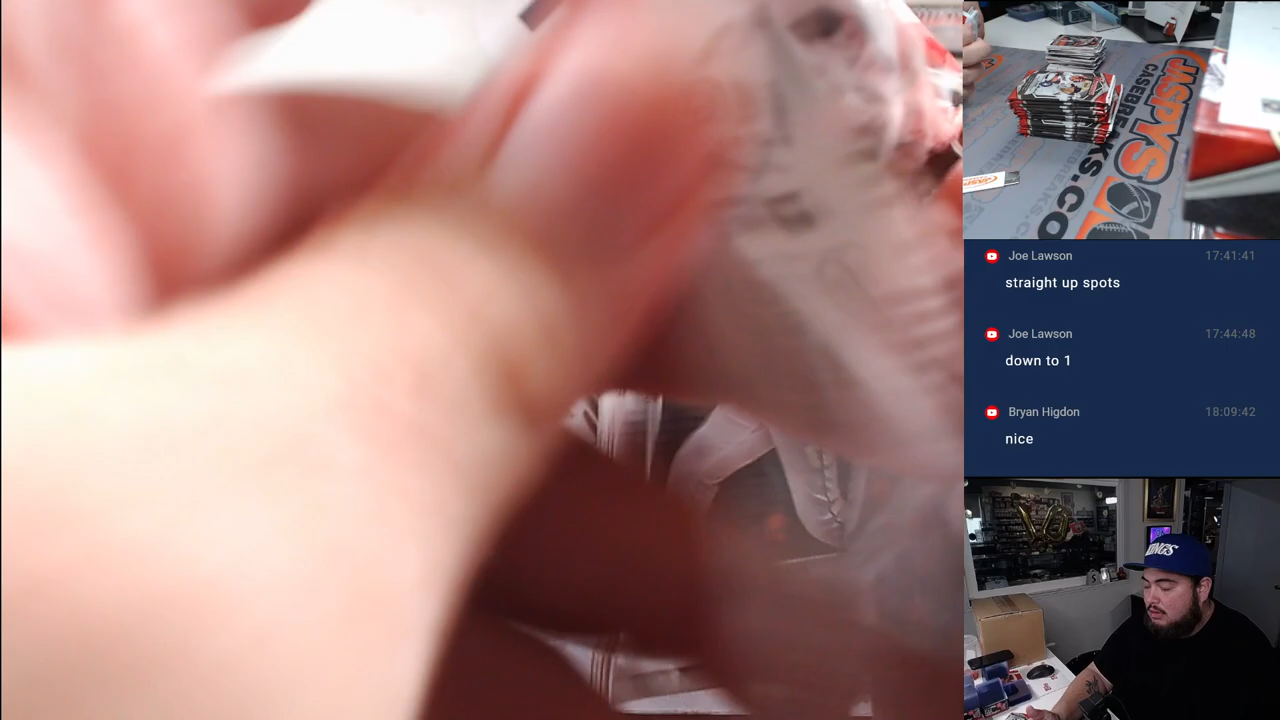 JASPYS
CASEBREAKS.CO
Joe Lawson 17:41:41
straight up spots
Joe Lawson 17:44:48
down to 1
Bryan Higdon 18:09:42
nice
KINGS